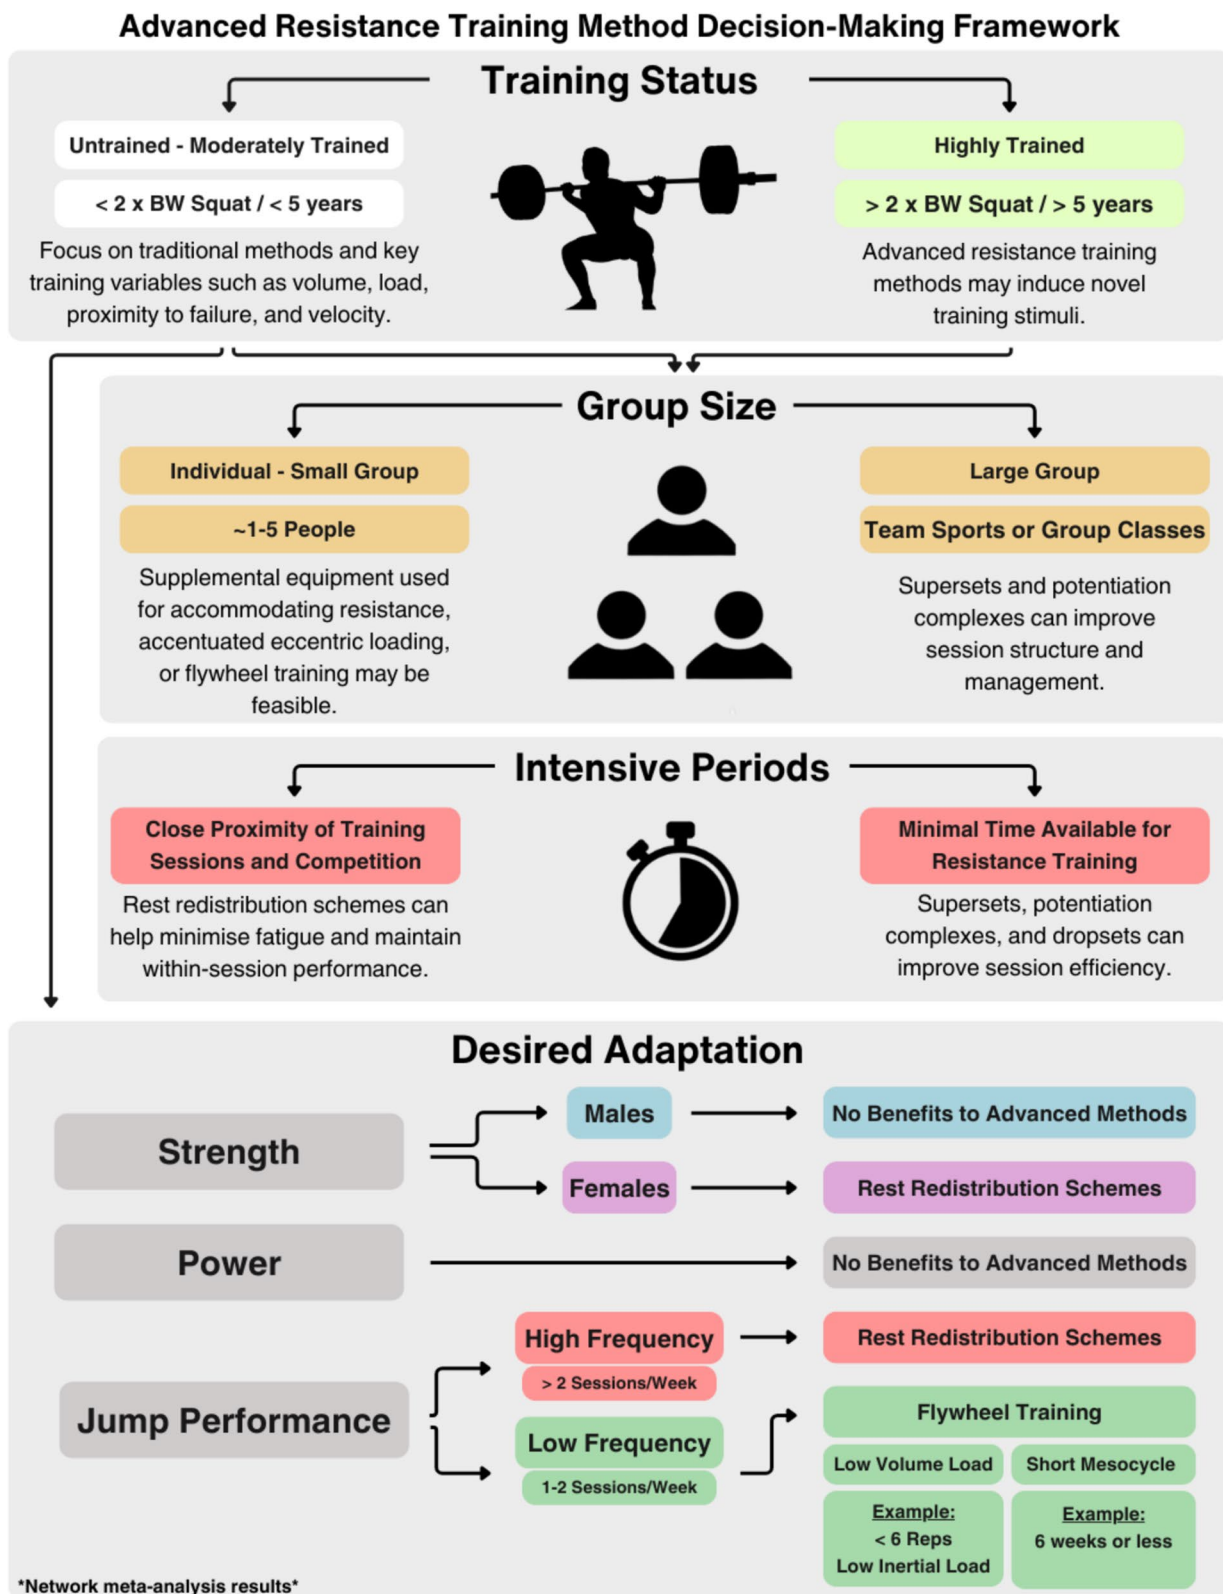 Advanced Resistance Training Method Decision-Making Framework
Training Status
Untrained - Moderately Trained
< 2 x BW Squat / < 5 years
Focus on traditional methods and key
training variables such as volume, load,
proximity to failure, and velocity.
Highly Trained
> 2 x BW Squat / > 5 years
Advanced resistance training
methods may induce novel
training stimuli.
Group Size
Individual - Small Group
~1-5 People
Supplemental equipment used
for accommodating resistance,
accentuated eccentric loading,
or flywheel training may be
feasible.
Large Group
Team Sports or Group Classes
Supersets and potentiation
complexes can improve
session structure and
management.
Intensive Periods
Close Proximity of Training
Sessions and Competition
Rest redistribution schemes can
help minimise fatigue and maintain
within-session performance.
Minimal Time Available for
Resistance Training
Supersets, potentiation
complexes, and dropsets can
improve session efficiency.
Desired Adaptation
Strength
Males
No Benefits to Advanced Methods
Females
Rest Redistribution Schemes
Power
No Benefits to Advanced Methods
Jump Performance
High Frequency
> 2 Sessions/Week
Rest Redistribution Schemes
Low Frequency
1-2 Sessions/Week
Flywheel Training
Low Volume Load
Short Mesocycle
Example:
< 6 Reps
Low Inertial Load
Example:
6 weeks or less
*Network meta-analysis results*